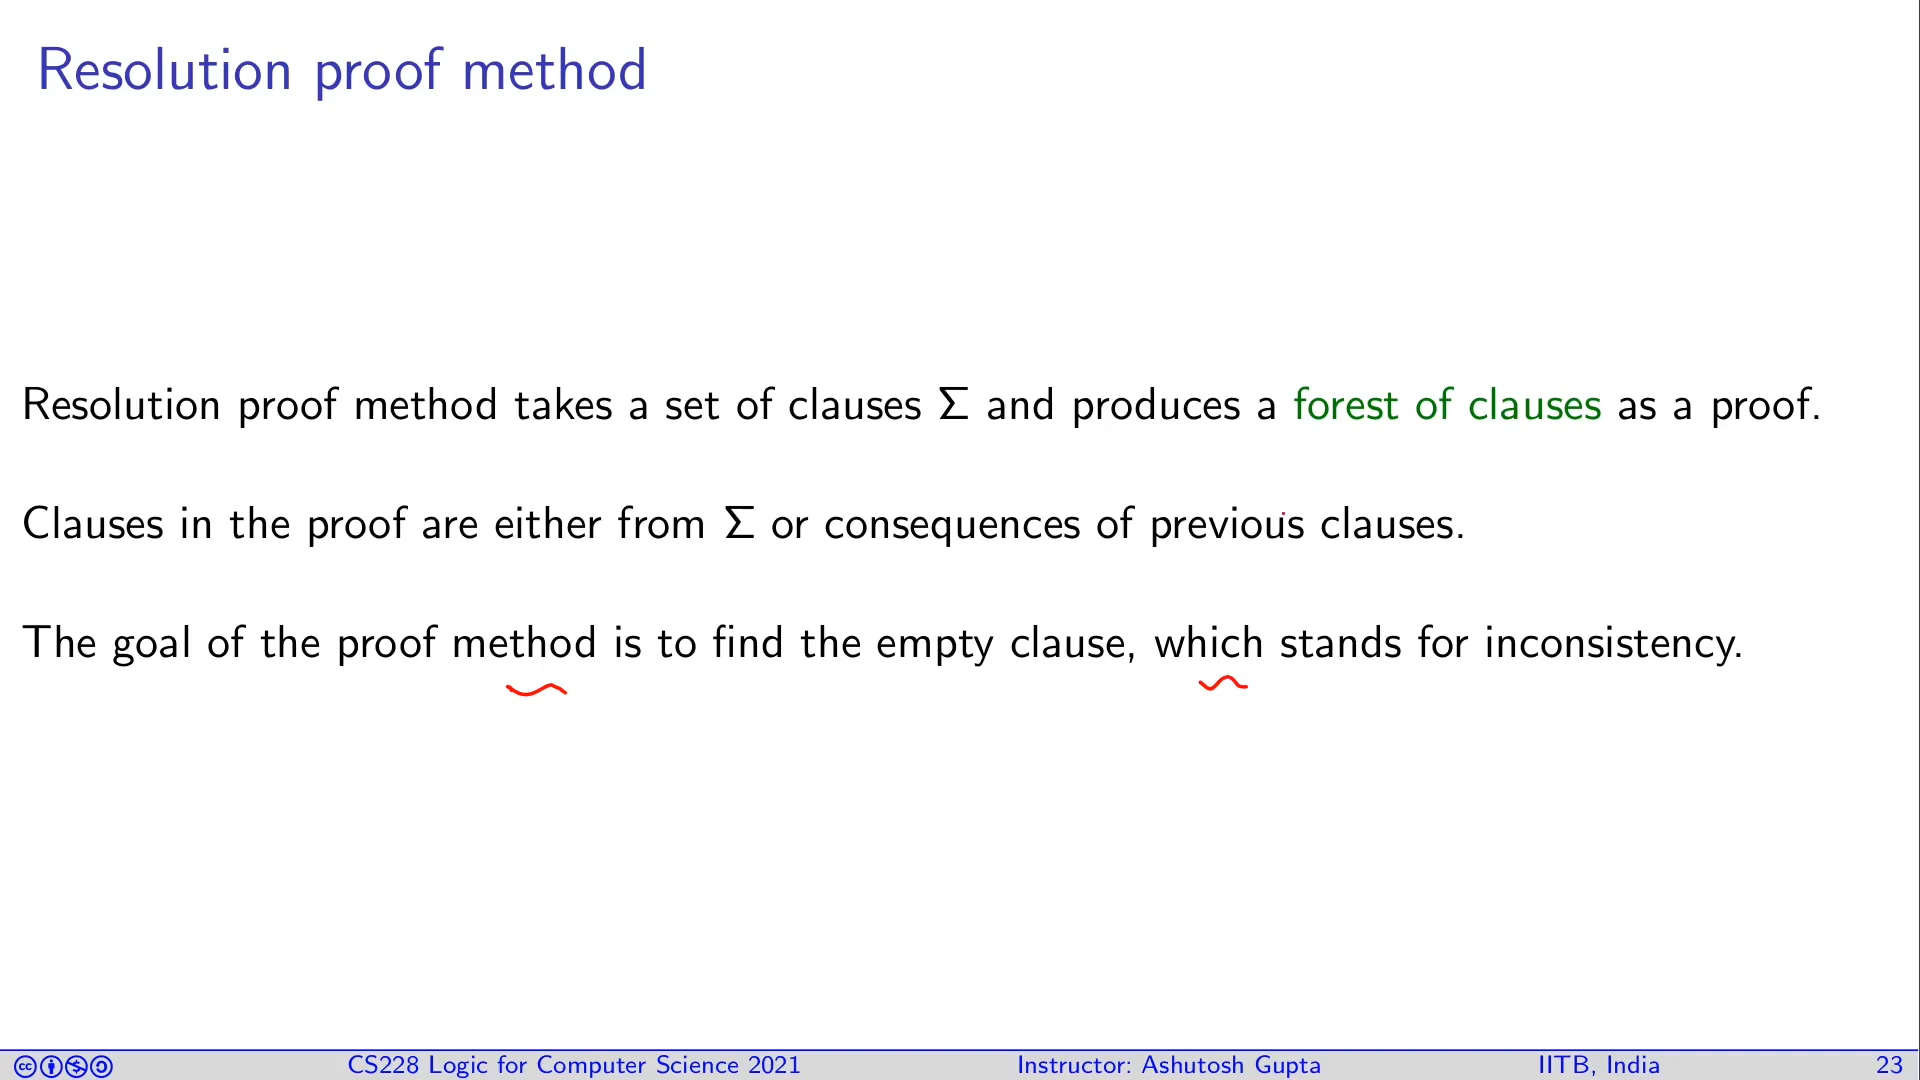 Resolution proof method
Resolution proof method takes a set of clauses Σ and produces a forest of clauses as a proof.
Clauses in the proof are either from Σ or consequences of previous clauses.
The goal of the proof method is to find the empty clause, which stands for inconsistency.
CS228 Logic for Computer Science 2021 Instructor: Ashutosh Gupta IITB, India 23